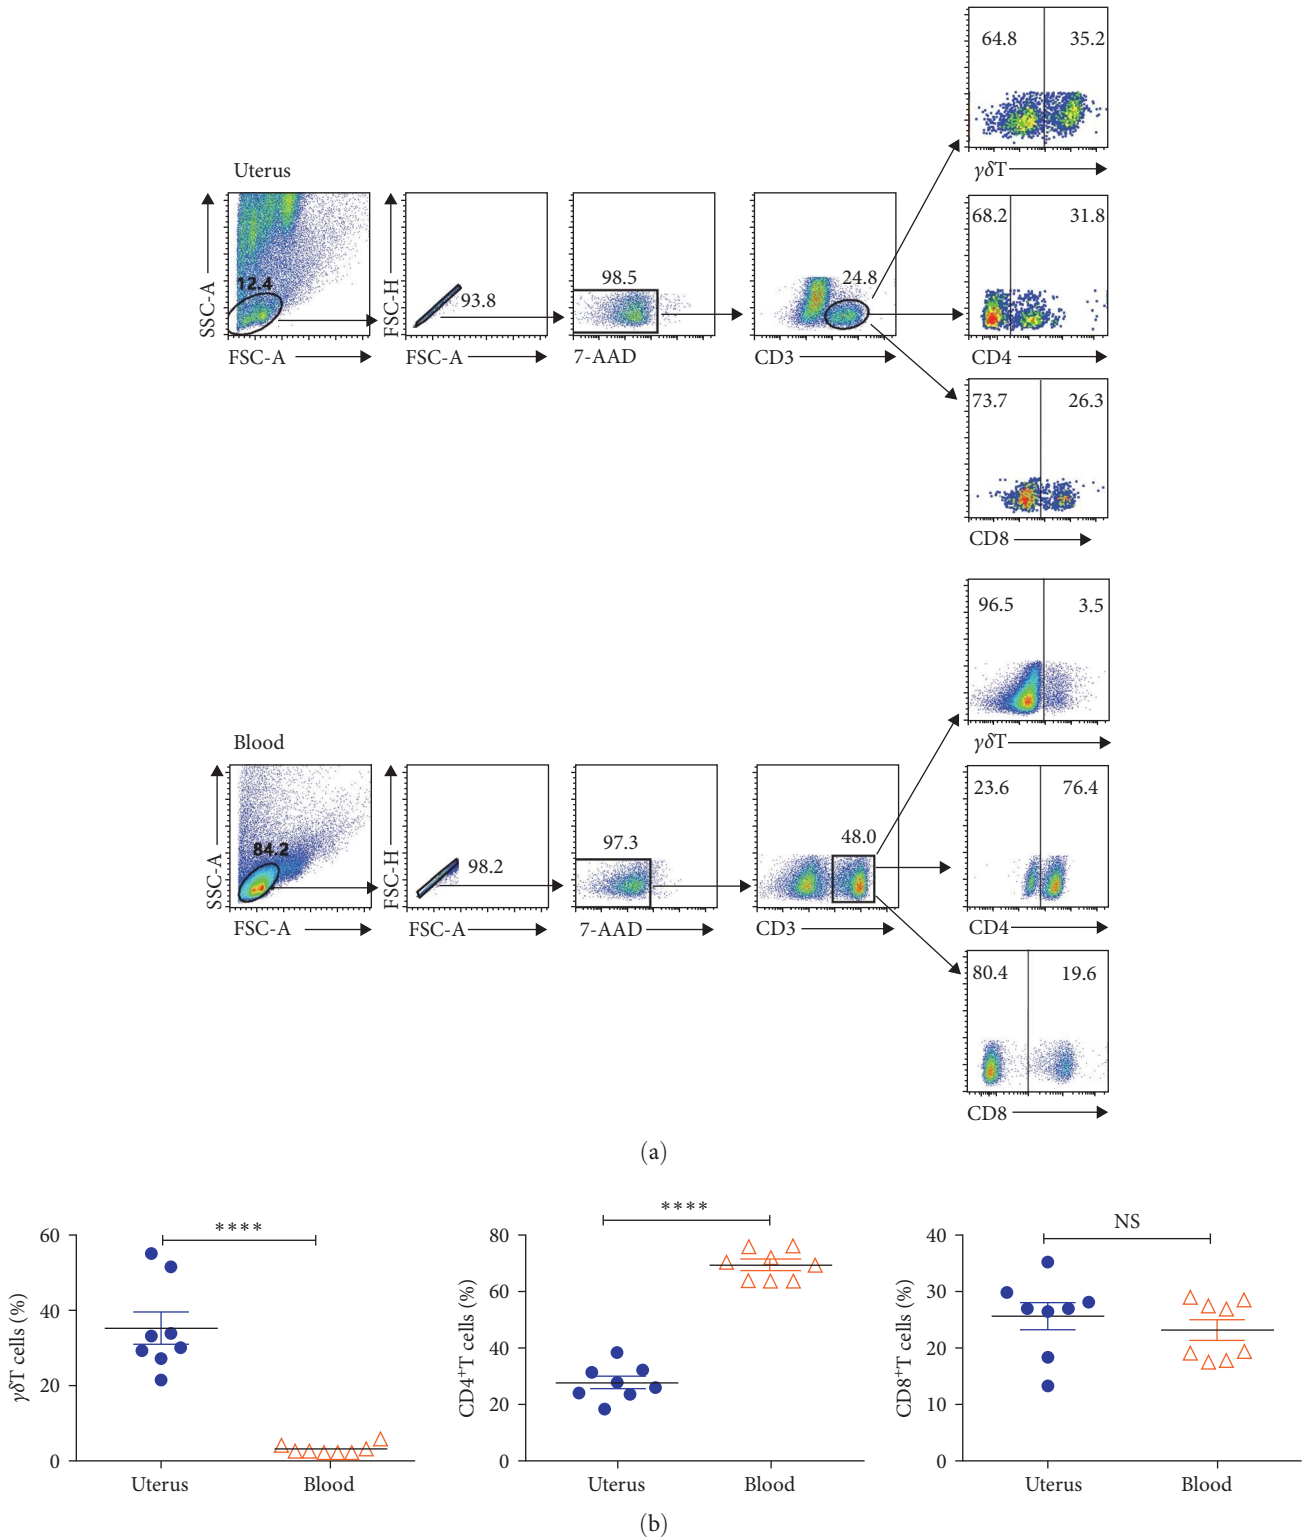 64.8 35.2
γδT
Uterus
SSC-A
12.4
FSC-A
FSC-H
93.8
FSC-A
98.5
7-AAD
24.8
CD3
68.2 31.8
CD4
73.7 26.3
CD8
96.5 3.5
γδT
Blood
SSC-A
84.2
FSC-A
FSC-H
98.2
FSC-A
97.3
7-AAD
48.0
CD3
23.6 76.4
CD4
80.4 19.6
CD8
(a)
γδT cells (%)
60
40
20
0
****
Uterus Blood
CD4+T cells (%)
80
60
40
20
0
****
Uterus Blood
CD8+T cells (%)
40
30
20
10
0
NS
Uterus Blood
(b)